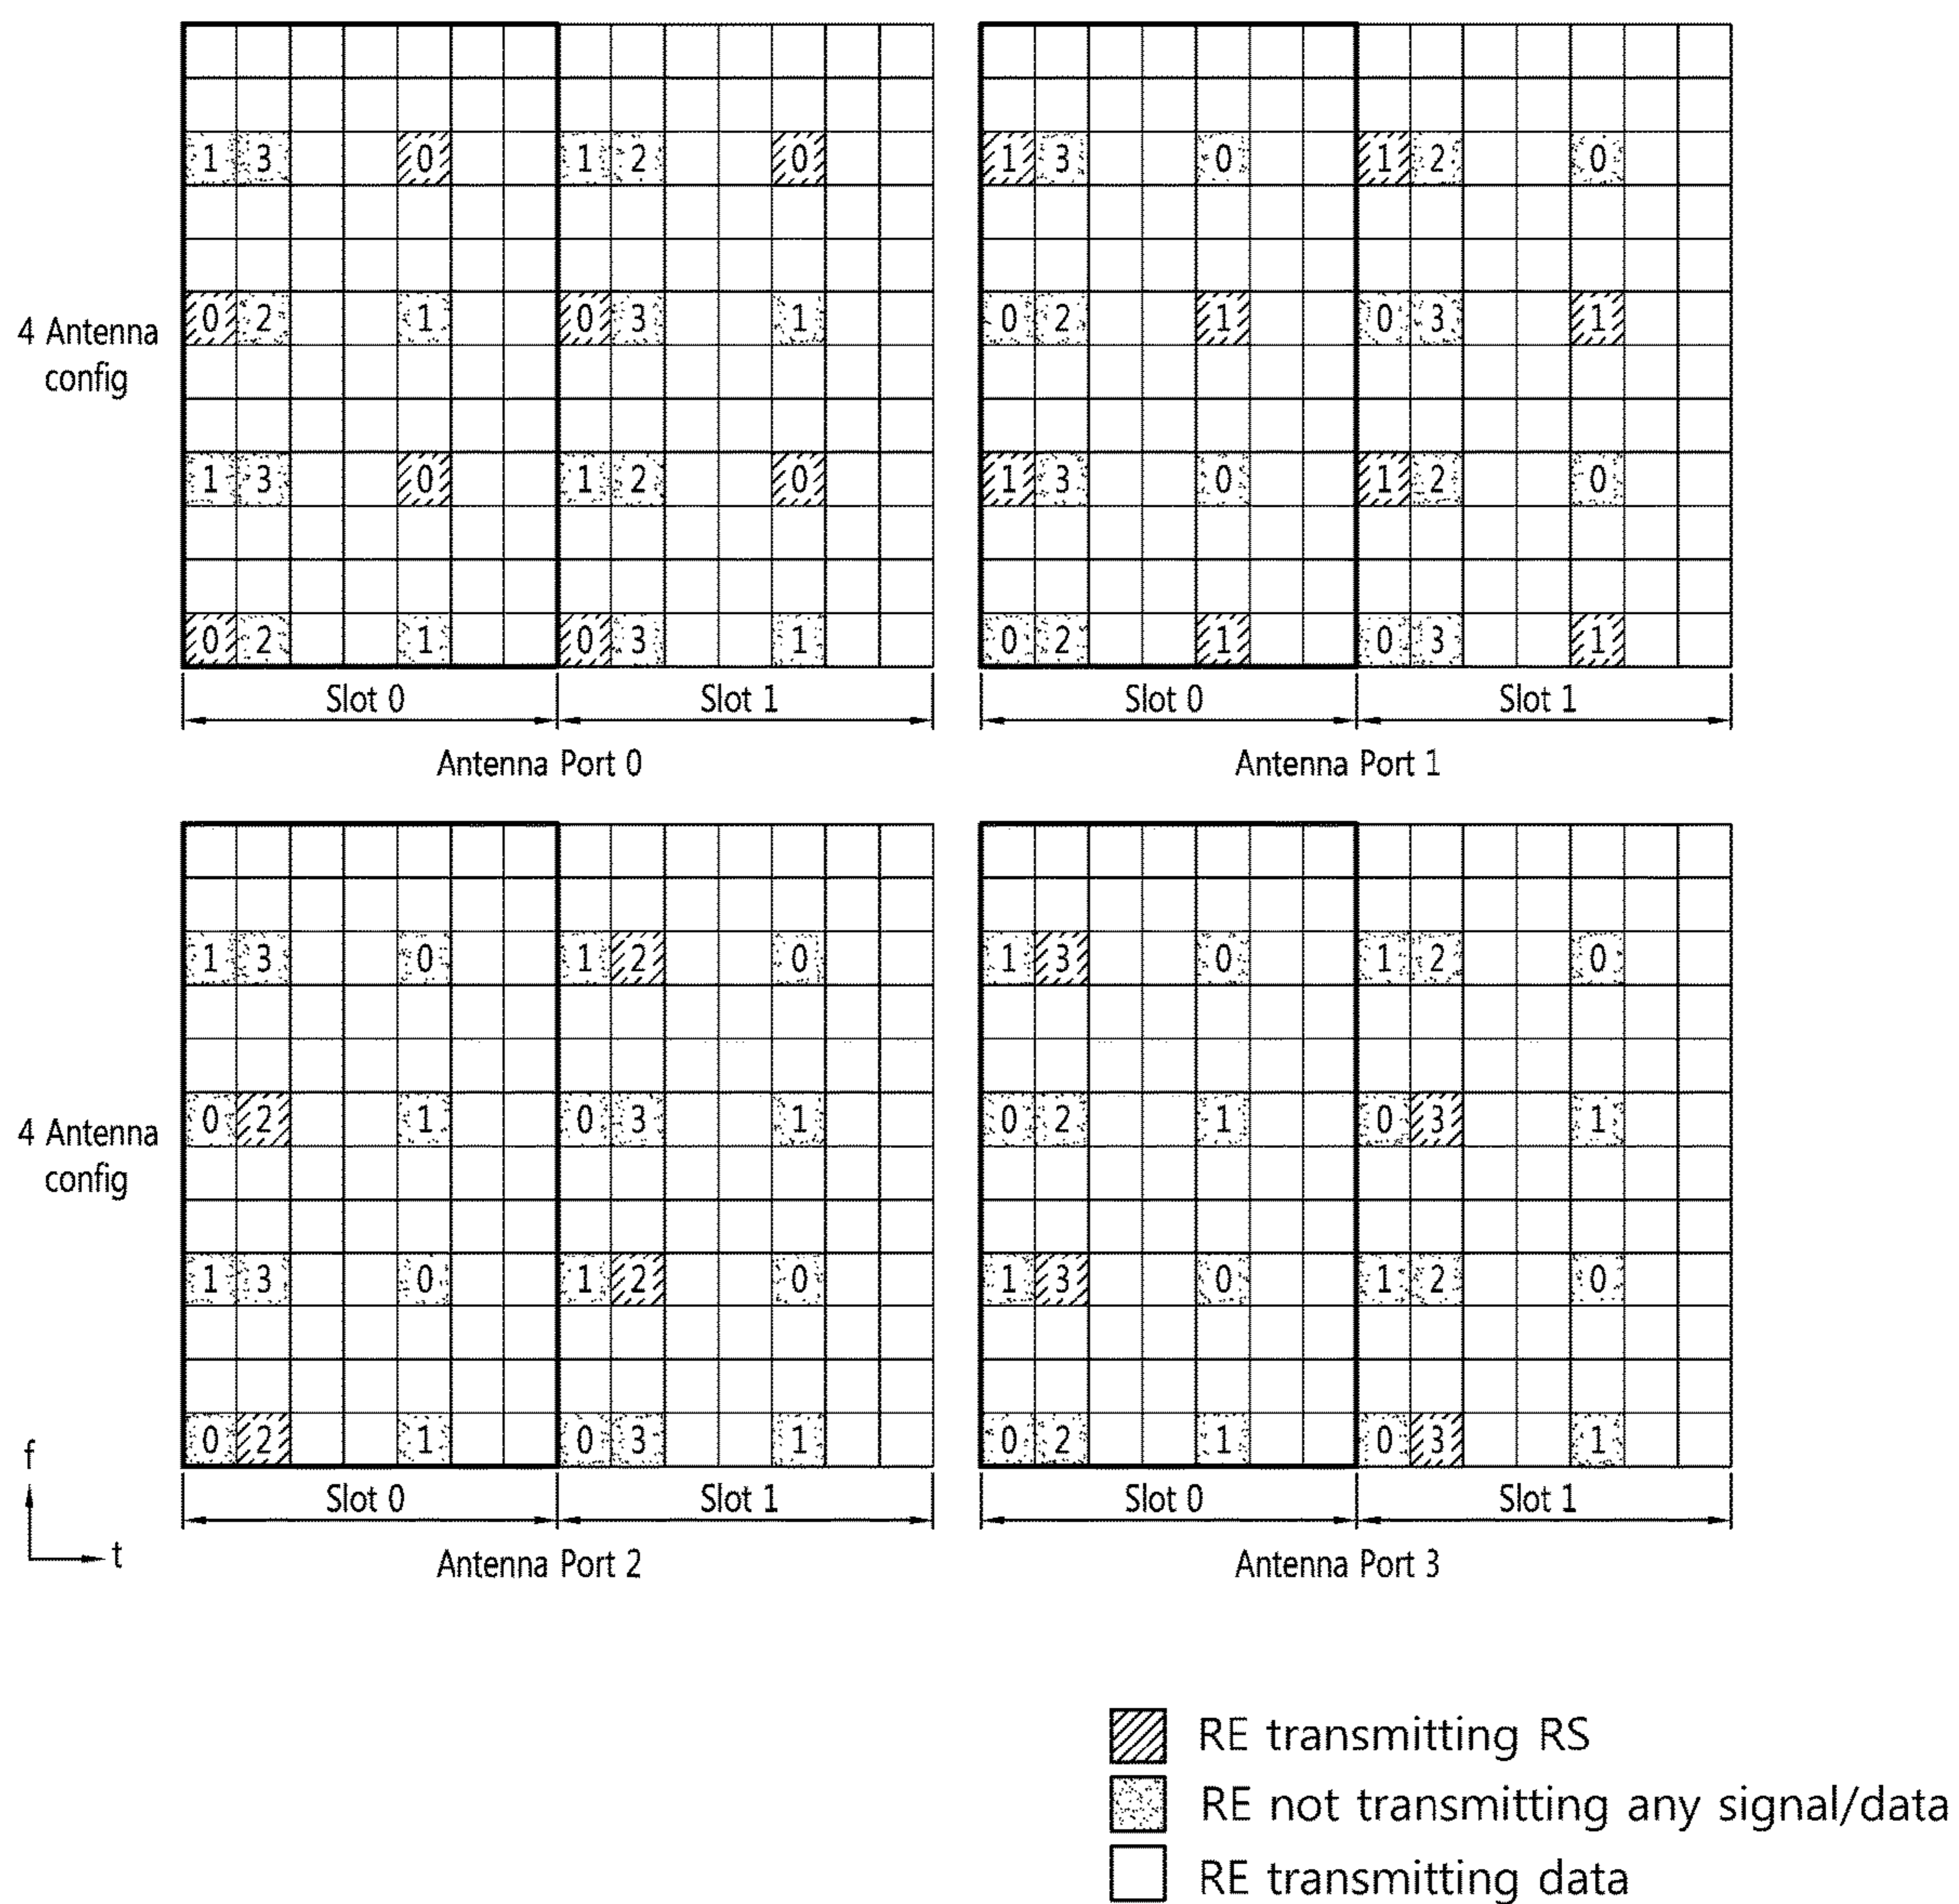 1 3 0 1 2 0
1 3 0 1 2 0
4 Antenna
config
0 2 1 0 3 1
0 2 1 0 3 1
1 3 0 1 2 0
1 3 0 1 2 0
0 2 1 0 3 1
0 2 1 0 3 1
Slot 0 Slot 1
Slot 0 Slot 1
Antenna Port 0
Antenna Port 1
1 3 0 1 2 0
1 3 0 1 2 0
4 Antenna
config
0 2 1 0 3 1
0 2 1 0 3 1
1 3 0 1 2 0
1 3 0 1 2 0
0 2 1 0 3 1
0 2 1 0 3 1
f
t
Slot 0 Slot 1
Slot 0 Slot 1
Antenna Port 2
Antenna Port 3
RE transmitting RS
RE not transmitting any signal/data
RE transmitting data